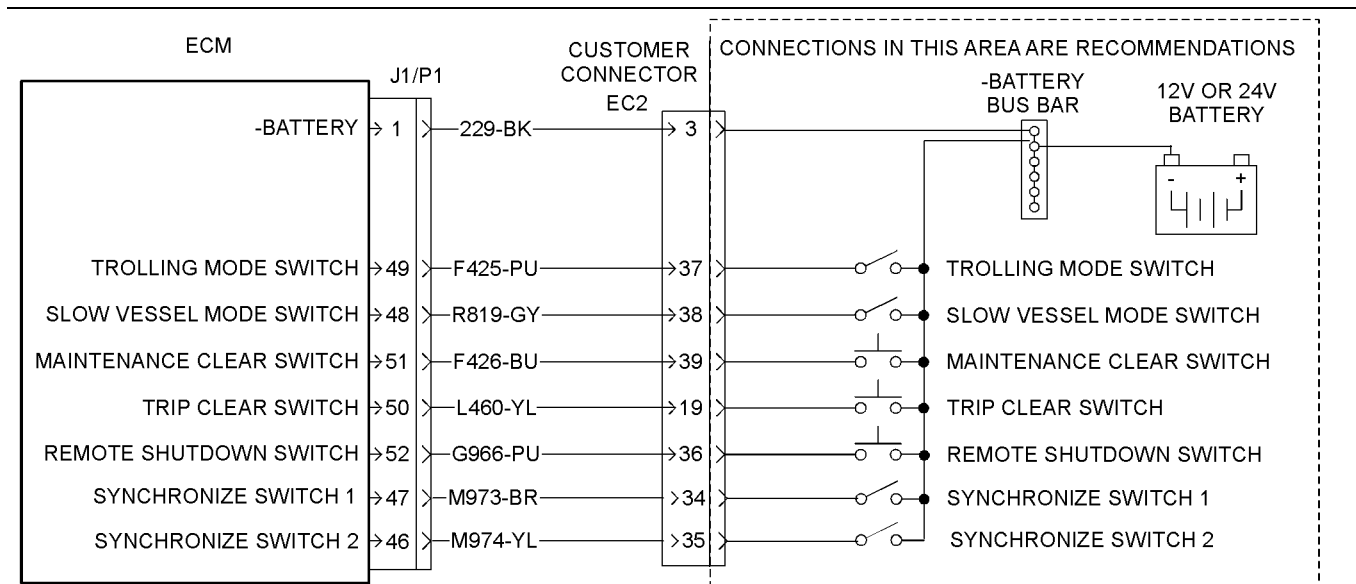 ECM
J1/P1
CUSTOMER
CONNECTOR
EC2
CONNECTIONS IN THIS AREA ARE RECOMMENDATIONS
-BATTERY
BUS BAR
12V OR 24V
BATTERY
- +
-BATTERY 1 229-BK 3
TROLLING MODE SWITCH 49 F425-PU 37 TROLLING MODE SWITCH
SLOW VESSEL MODE SWITCH 48 R819-GY 38 SLOW VESSEL MODE SWITCH
MAINTENANCE CLEAR SWITCH 51 F426-BU 39 MAINTENANCE CLEAR SWITCH
TRIP CLEAR SWITCH 50 L460-YL 19 TRIP CLEAR SWITCH
REMOTE SHUTDOWN SWITCH 52 G966-PU 36 REMOTE SHUTDOWN SWITCH
SYNCHRONIZE SWITCH 1 47 M973-BR 34 SYNCHRONIZE SWITCH 1
SYNCHRONIZE SWITCH 2 46 M974-YL 35 SYNCHRONIZE SWITCH 2